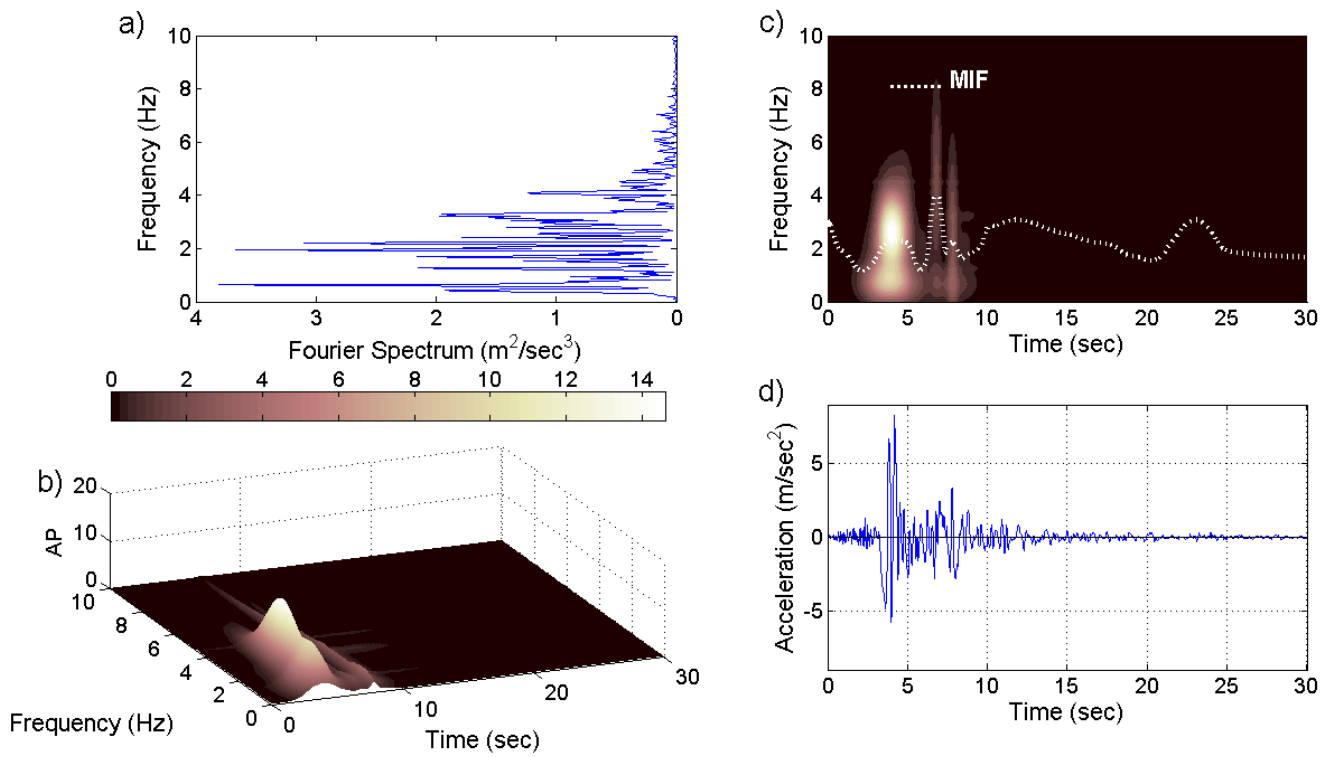 a)
Frequency (Hz)
10
8
6
4
2
0
4 3 2 1 0
Fourier Spectrum (m²/sec³)
0 2 4 6 8 10 12 14
b)
AP
20
10
0
10
8
6
4
2
0
Frequency (Hz)
0
10
20
30
Time (sec)
c)
Frequency (Hz)
10
8
6
4
2
0
MIF
0 5 10 15 20 25 30
Time (sec)
d)
Acceleration (m/sec²)
5
0
-5
0 5 10 15 20 25 30
Time (sec)